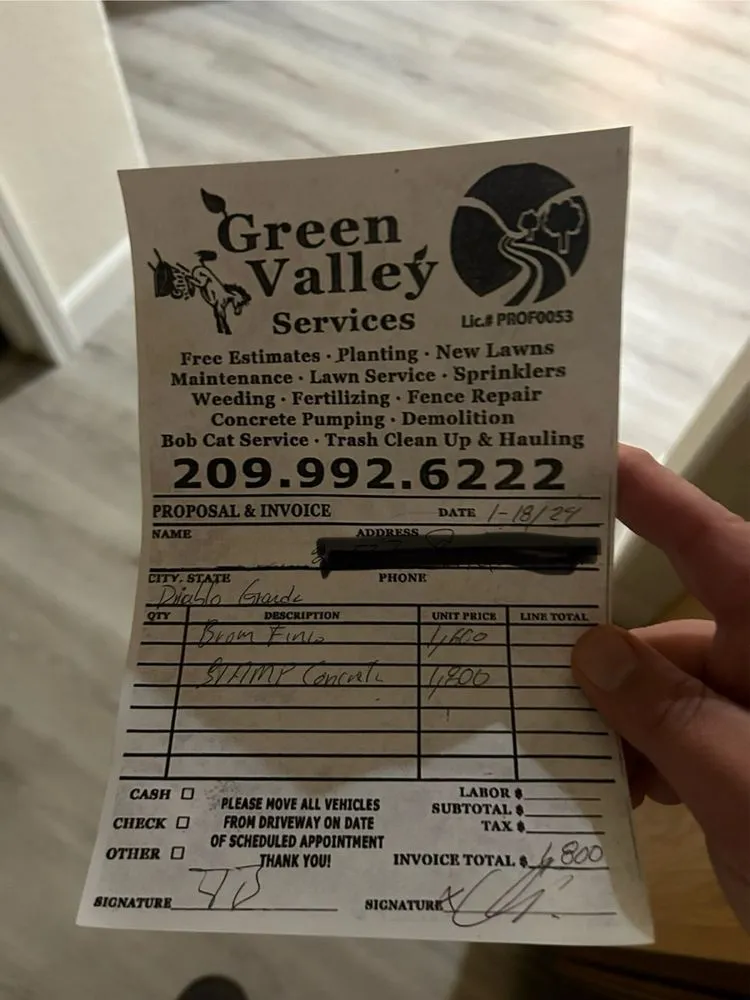 Green
Valley
Services
Lic.# PROF0053
Free Estimates · Planting · New Lawns
Maintenance · Lawn Service · Sprinklers
Weeding · Fertilizing · Fence Repair
Concrete Pumping · Demolition
Bob Cat Service · Trash Clean Up & Hauling
209.992.6222
PROPOSAL & INVOICE DATE 1-18/24
NAME ADDRESS
CITY, STATE PHONE
Diablo Grande
QTY DESCRIPTION UNIT PRICE LINE TOTAL
Brom Finis 1,600
STAMP Concrete 1,800
CASH LABOR $
PLEASE MOVE ALL VEHICLES SUBTOTAL $
CHECK FROM DRIVEWAY ON DATE TAX $
OF SCHEDULED APPOINTMENT
OTHER THANK YOU! INVOICE TOTAL $ 800
SIGNATURE SIGNATURE X